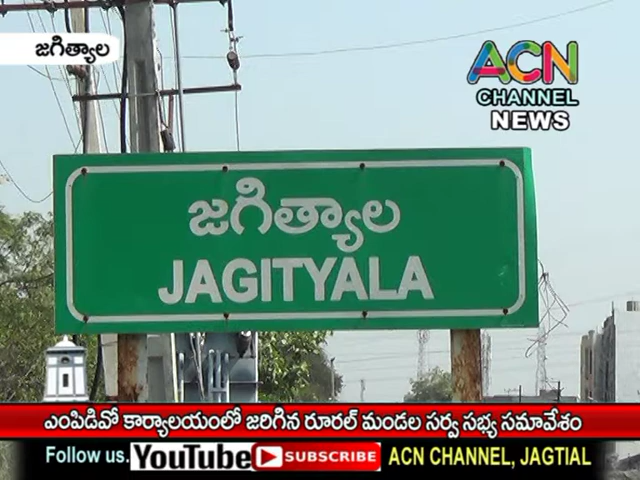 జగిత్యాల
ACN
CHANNEL
NEWS
జగిత్యాల
JAGITYALA
ఎంపిడివో కార్యాలయంలో జరిగిన రూరల్ మండల సర్వ సభ్య సమావేశం
Follow us. YouTube SUBSCRIBE ACN CHANNEL, JAGTIAL